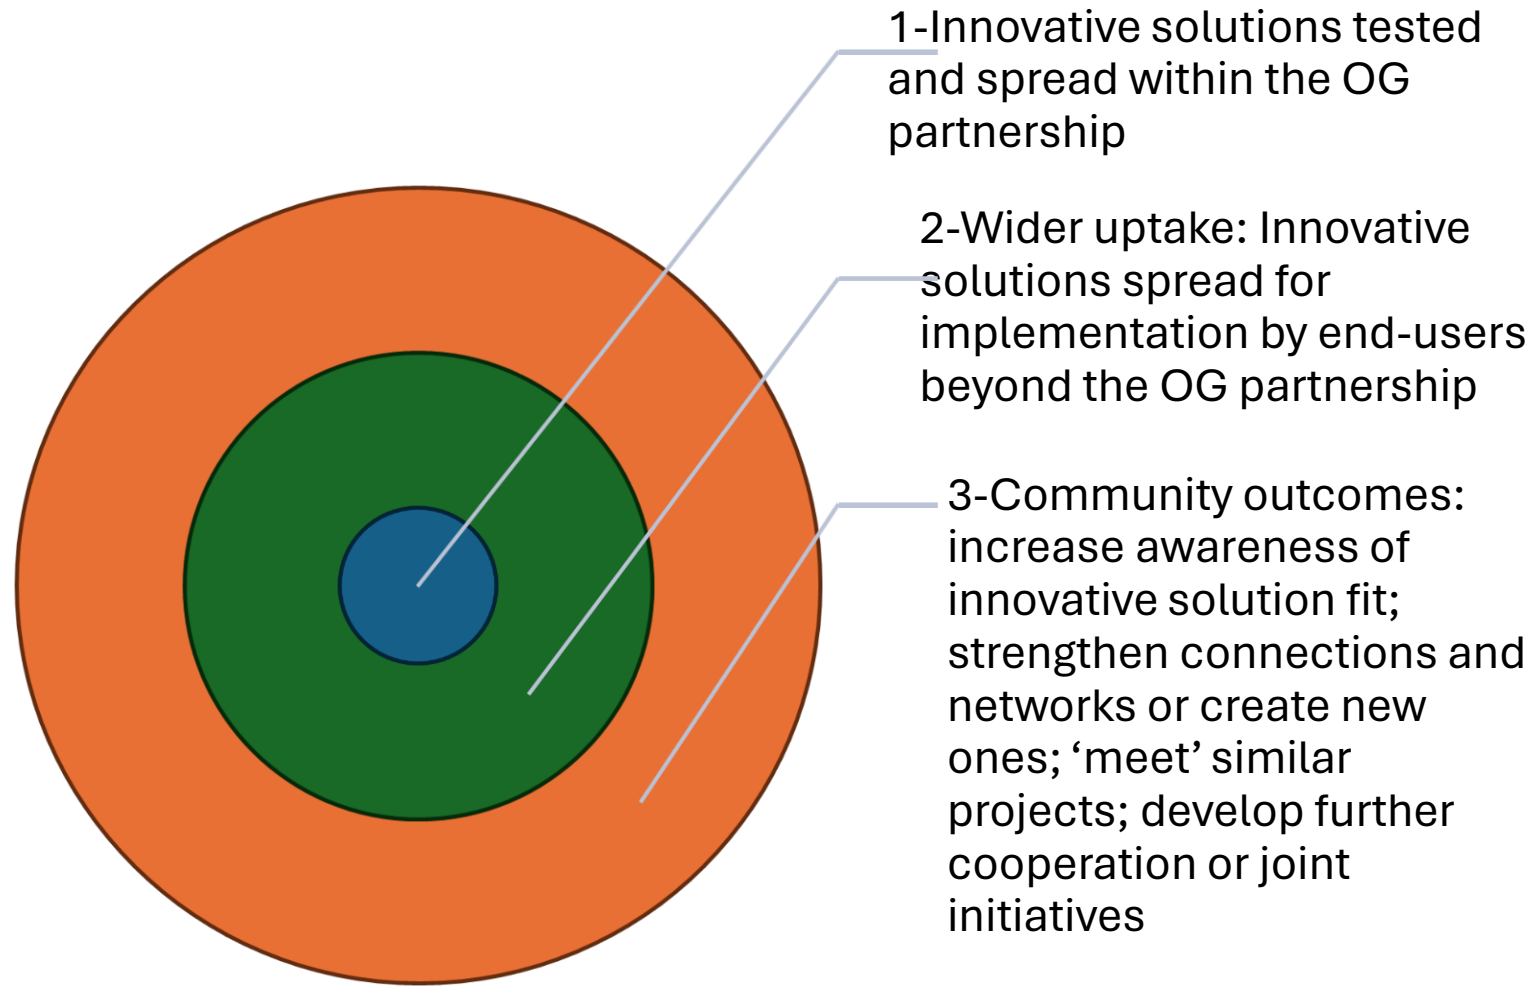 1-Innovative solutions tested
and spread within the OG
partnership
2-Wider uptake: Innovative
solutions spread for
implementation by end-users
beyond the OG partnership
3-Community outcomes:
increase awareness of
innovative solution fit;
strengthen connections and
networks or create new
ones; ‘meet’ similar
projects; develop further
cooperation or joint
initiatives